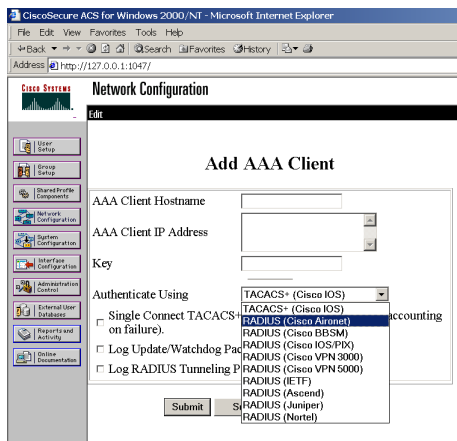 CiscoSecure ACS for Windows 2000/NT - Microsoft Internet Explorer
File Edit View Favorites Tools Help
Back Search Favorites History
Address http://127.0.0.1:1047/
CISCO SYSTEMS
Network Configuration
Edit
User Setup
Group Setup
Shared Profile Components
Network Configuration
System Configuration
Interface Configuration
Administration Control
External User Databases
Reports and Activity
Online Documentation
Add AAA Client
AAA Client Hostname
AAA Client IP Address
Key
Authenticate Using TACACS+ (Cisco IOS)
TACACS+ (Cisco IOS)
RADIUS (Cisco Aironet)
RADIUS (Cisco BBSM)
RADIUS (Cisco IOS/PIX)
RADIUS (Cisco VPN 3000)
RADIUS (Cisco VPN 5000)
RADIUS (IETF)
RADIUS (Ascend)
RADIUS (Juniper)
RADIUS (Nortel)
Single Connect TACACS+ accounting
on failure).
Log Update/Watchdog Pac
Log RADIUS Tunneling P
Submit S